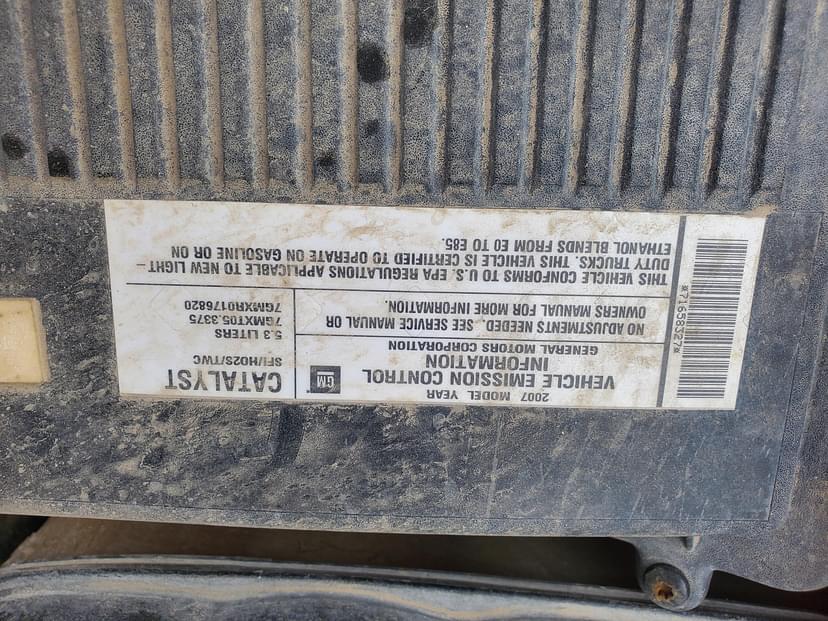 *71658327*
2007 MODEL YEAR
VEHICLE EMISSION CONTROL
INFORMATION
GENERAL MOTORS CORPORATION
GM
CATALYST
SFI/HO2S/TWC
5.3 LITERS
7GMXT05.3375
7GMXR0176820
NO ADJUSTMENTS NEEDED. SEE SERVICE MANUAL OR
OWNERS MANUAL FOR MORE INFORMATION.
THIS VEHICLE CONFORMS TO U.S. EPA REGULATIONS APPLICABLE TO NEW LIGHT-
DUTY TRUCKS. THIS VEHICLE IS CERTIFIED TO OPERATE ON GASOLINE OR ON
ETHANOL BLENDS FROM E0 TO E85.